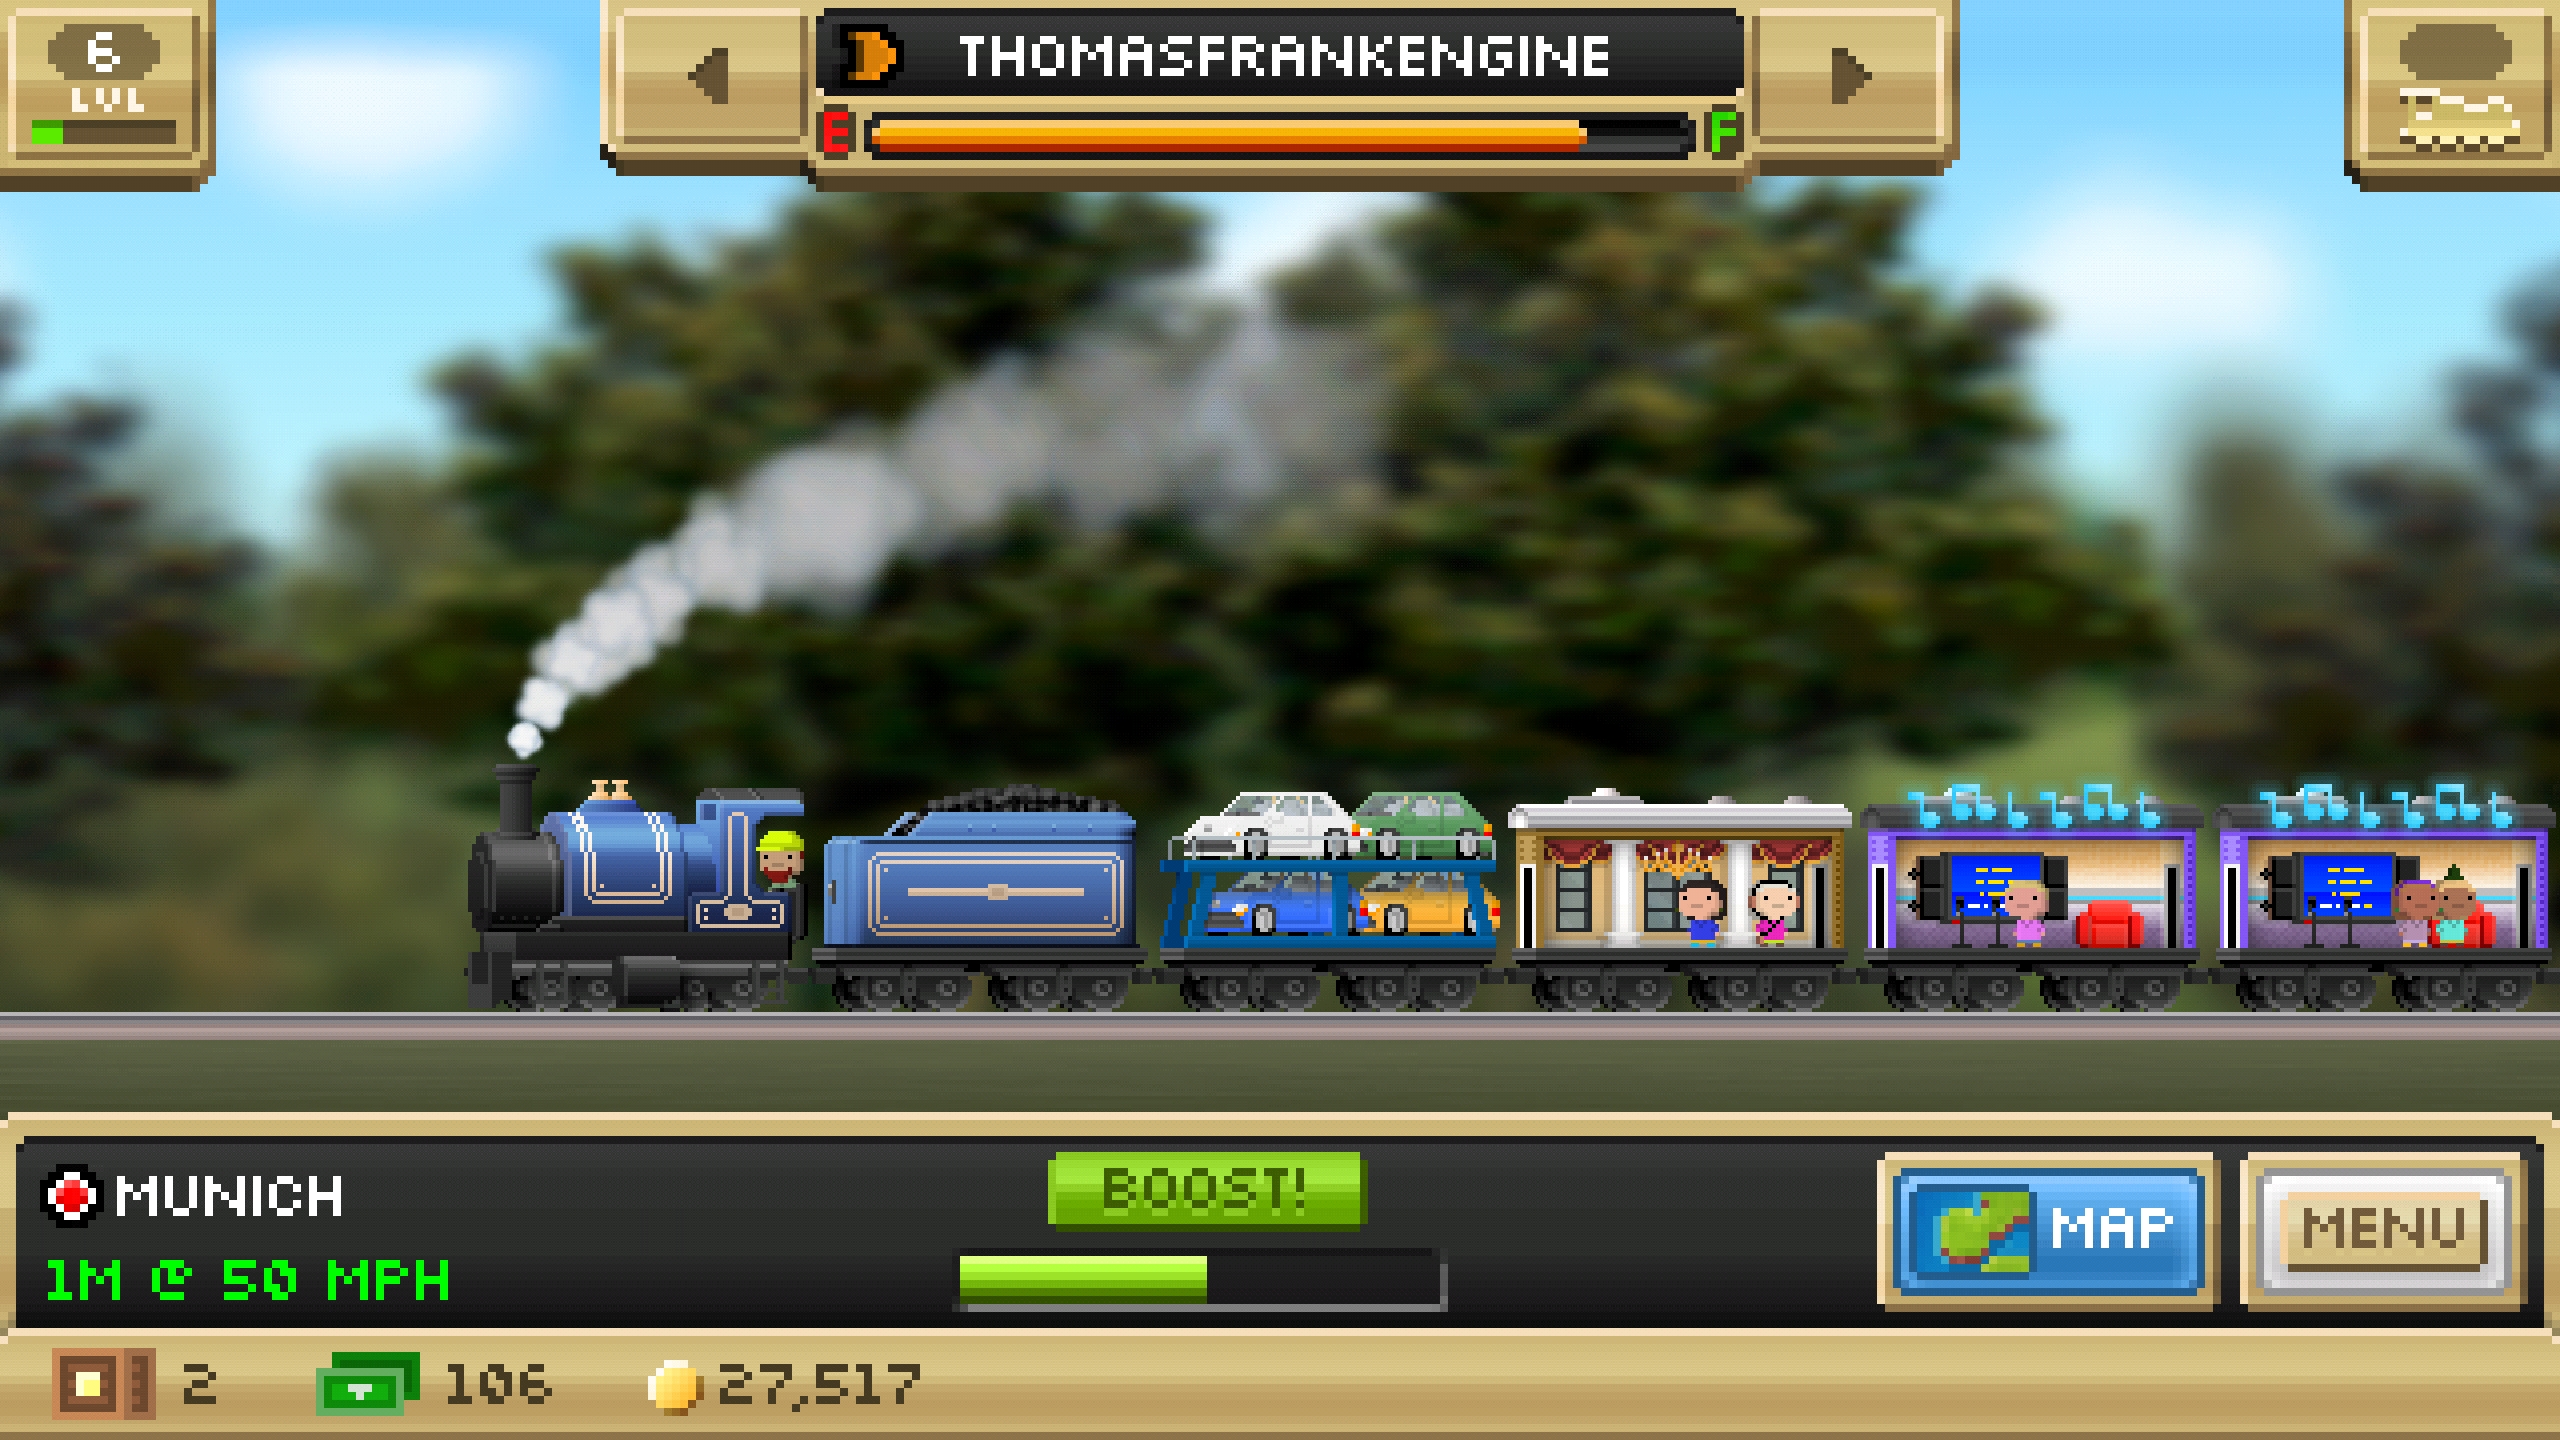 6
LVL
THOMASFRANKENGINE
E F
MUNICH
1M @ 50 MPH
BOOST!
MAP
MENU
2 106 27,517